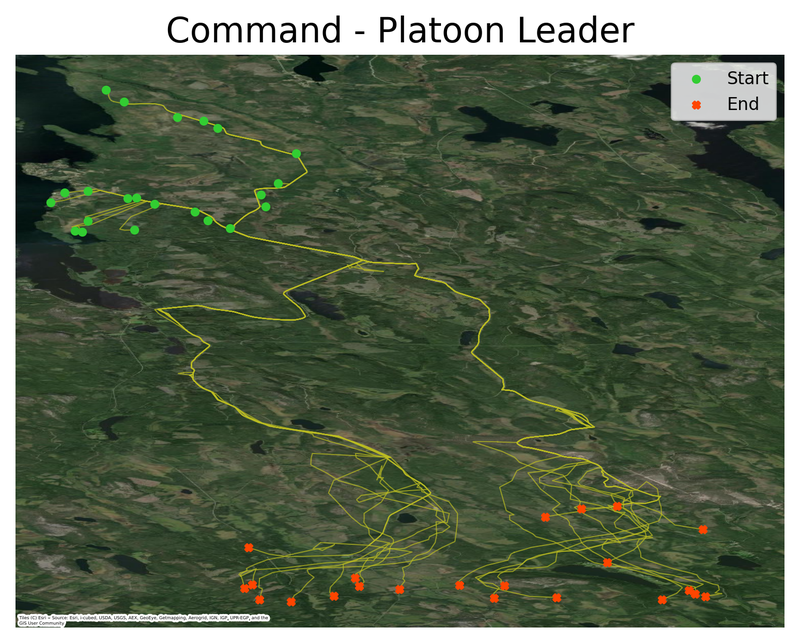 Command - Platoon Leader
Start
End
Tiles (C) Esri -- Source: Esri, i-cubed, USDA, USGS, AEX, GeoEye, Getmapping, Aerogrid, IGN, IGP, UPR-EGP, and the
GIS User Community